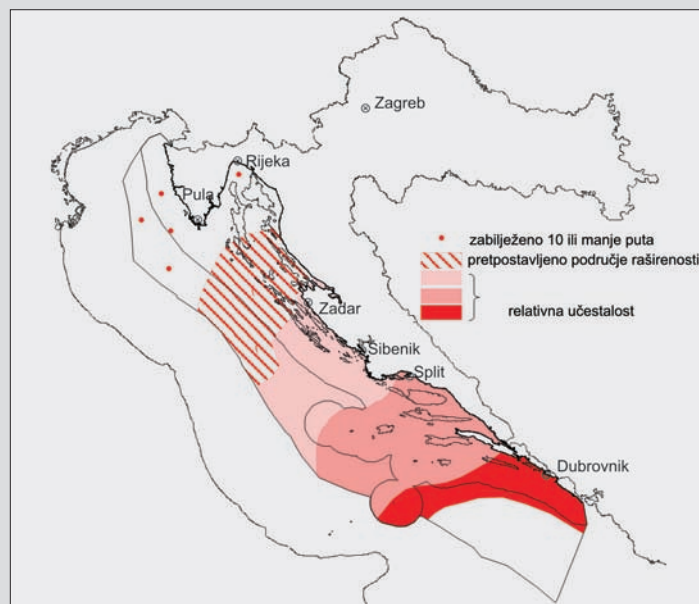 Zagreb
Rijeka
Pula
zabilježeno 10 ili manje puta
pretpostavljeno područje raširenosti
relativna učestalost
Zadar
Šibenik
Split
Dubrovnik